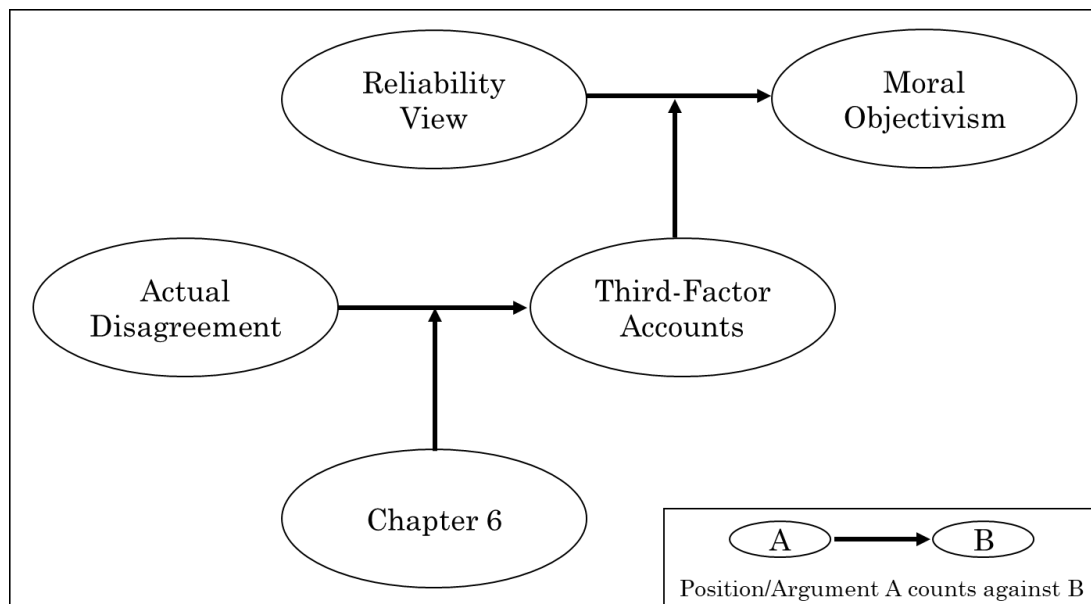 Reliability
View
Moral
Objectivism
Actual
Disagreement
Third-Factor
Accounts
Chapter 6
A
B
Position/Argument A counts against B